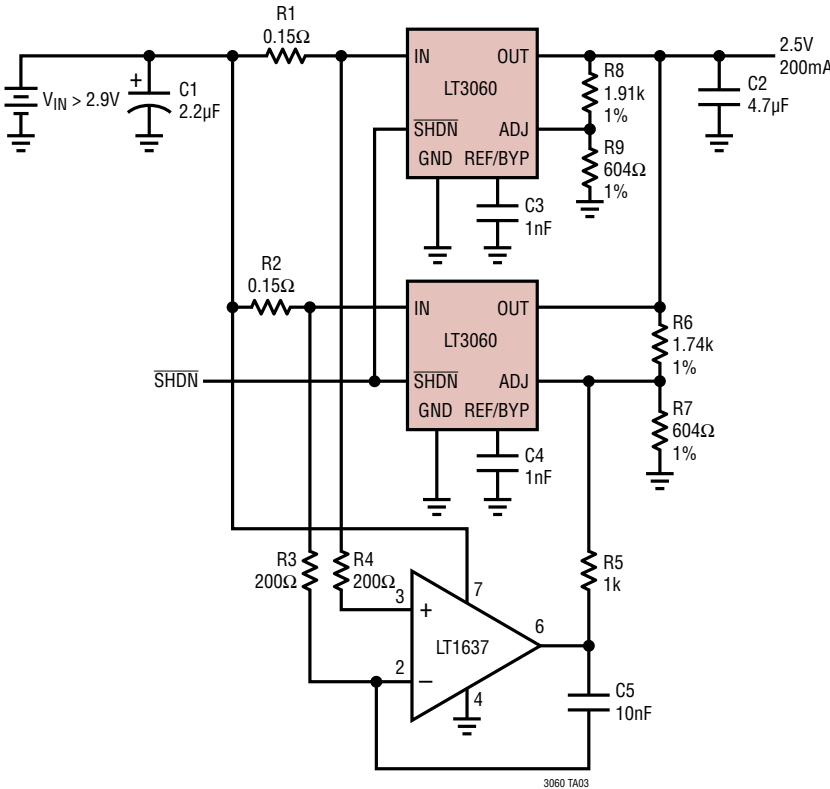 R1
0.15Ω
IN
OUT
LT3060
SHDN
ADJ
GND
REF/BYP
VIN > 2.9V
+
C1
2.2µF
R8
1.91k
1%
R9
604Ω
1%
2.5V
200mA
C2
4.7µF
C3
1nF
R2
0.15Ω
IN
OUT
LT3060
SHDN
SHDN
ADJ
GND
REF/BYP
R6
1.74k
1%
R7
604Ω
1%
C4
1nF
R3
200Ω
R4
200Ω
3
+
7
LT1637
6
2
–
4
R5
1k
C5
10nF
3060 TA03